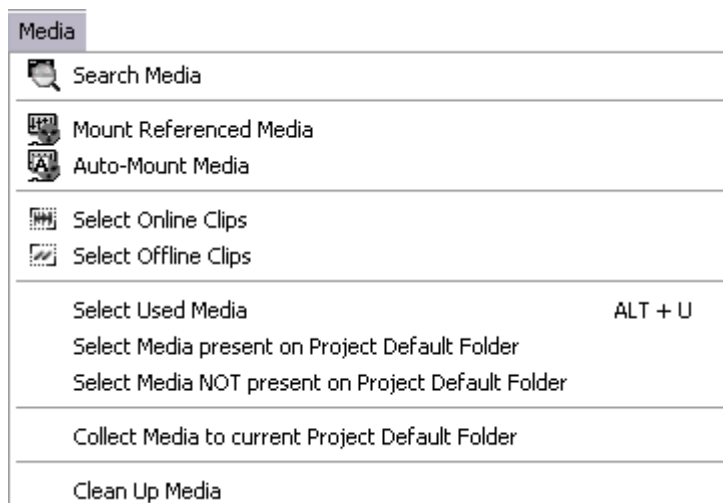 Media
Search Media
Mount Referenced Media
Auto-Mount Media
Select Online Clips
Select Offline Clips
Select Used Media ALT + U
Select Media present on Project Default Folder
Select Media NOT present on Project Default Folder
Collect Media to current Project Default Folder
Clean Up Media